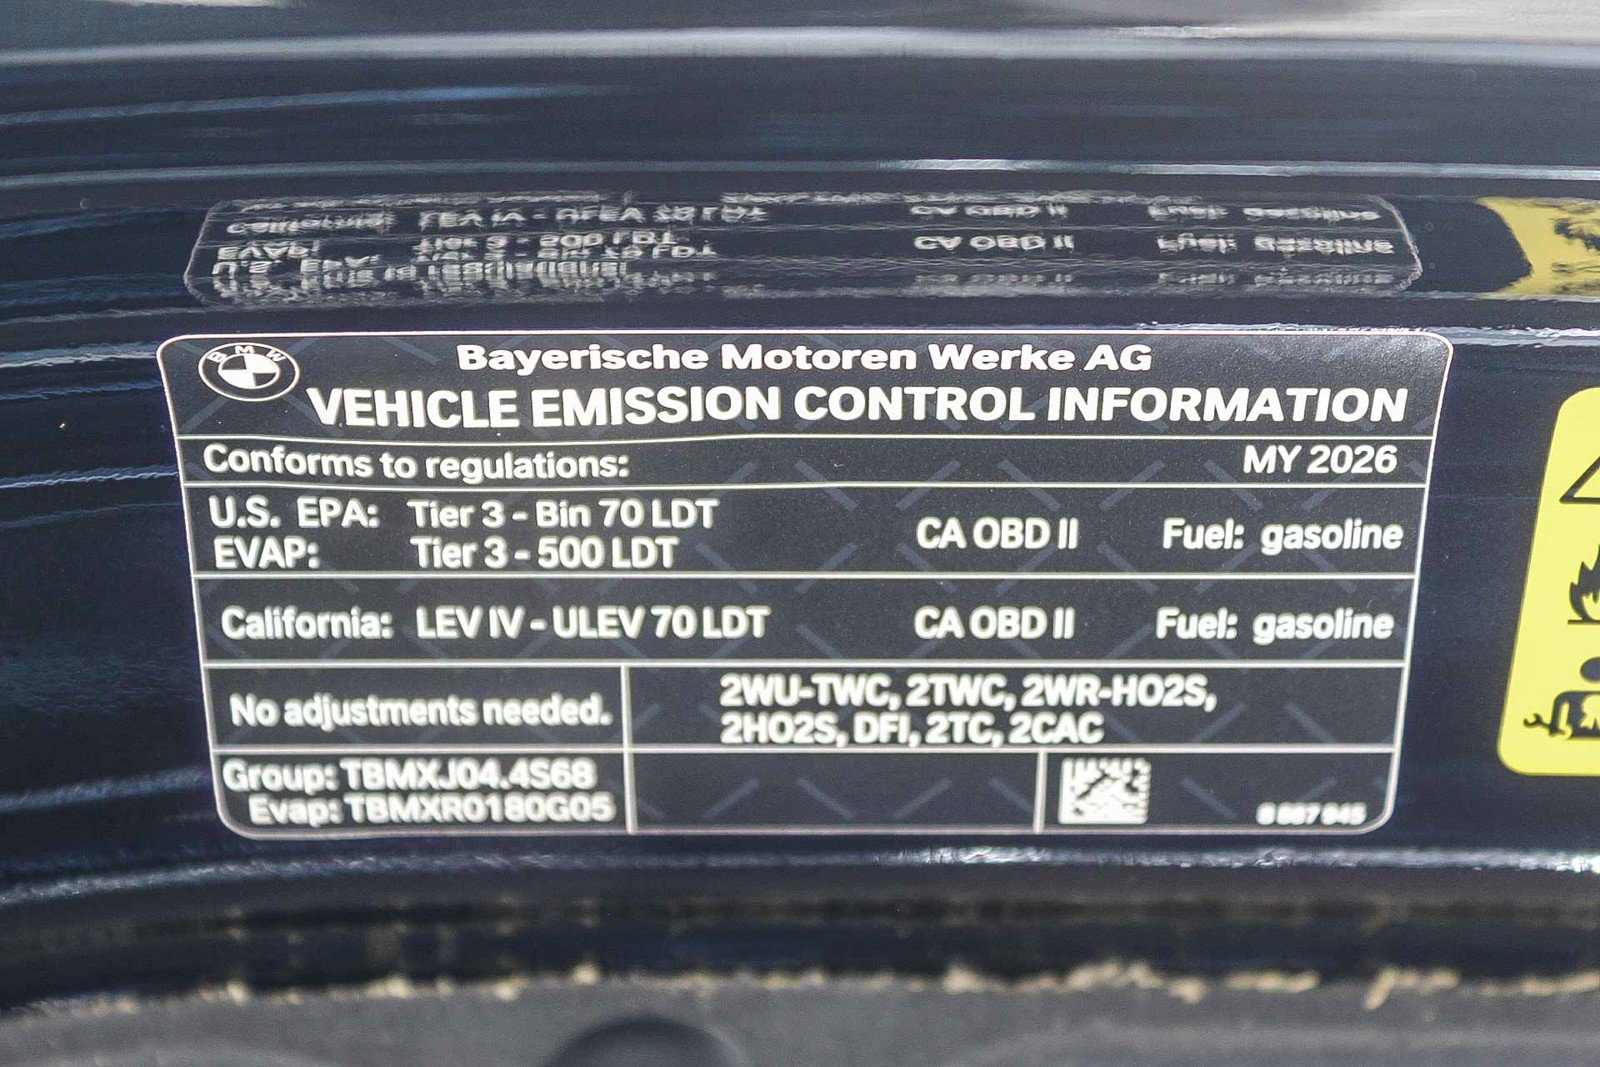 BMW
Bayerische Motoren Werke AG
VEHICLE EMISSION CONTROL INFORMATION
Conforms to regulations: MY 2026
U.S. EPA: Tier 3 - Bin 70 LDT
EVAP: Tier 3 - 500 LDT
CA OBD II Fuel: gasoline
California: LEV IV - ULEV 70 LDT CA OBD II Fuel: gasoline
No adjustments needed.
2WU-TWC, 2TWC, 2WR-HO2S,
2HO2S, DFI, 2TC, 2CAC
Group: TBMXJ04.4S68
Evap: TBMXR0180G05